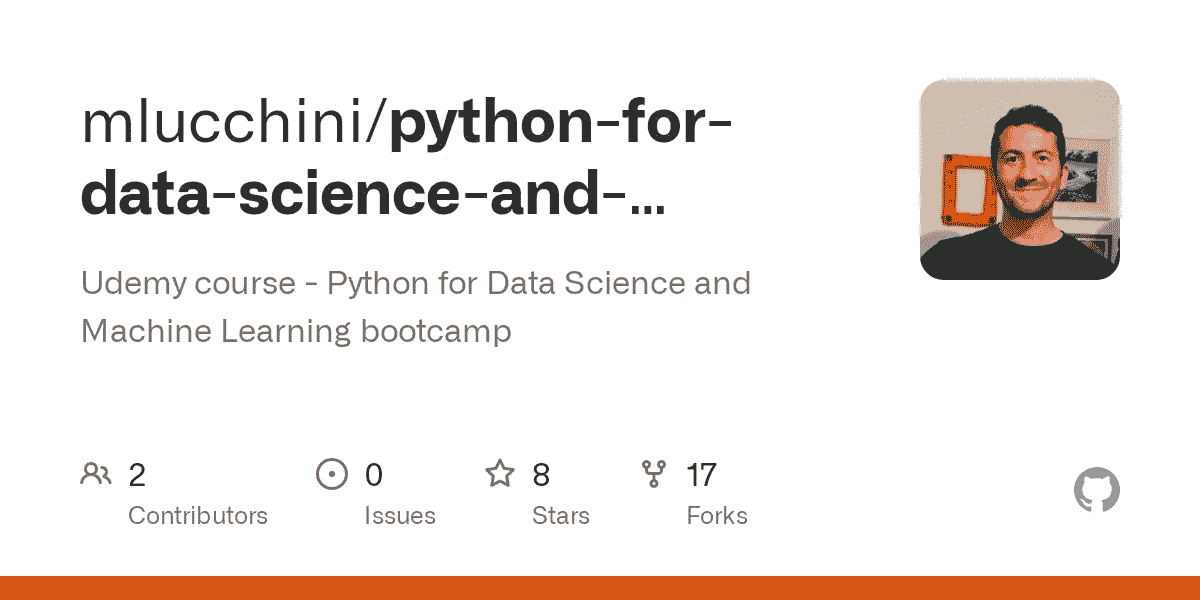 mlucchini/python-for-
data-science-and-...
Udemy course - Python for Data Science and
Machine Learning bootcamp
2 0 8 17
Contributors Issues Stars Forks